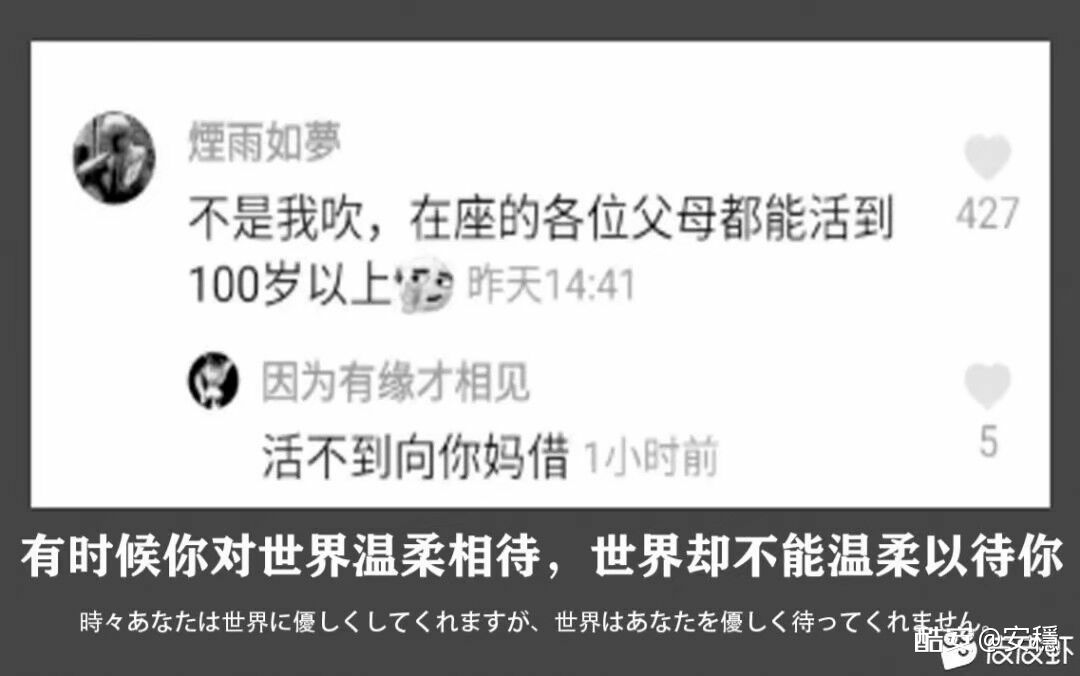 煙雨如夢
不是我吹，在座的各位父母都能活到
427
100岁以上 昨天14:41
因为有缘才相见
活不到向你妈借 1小时前
5
有时候你对世界温柔相待，世界却不能温柔以待你
時々あなたは世界に優しくしてくれますが、世界はあなたを優しく待ってくれません。
@安穩
皮皮虾